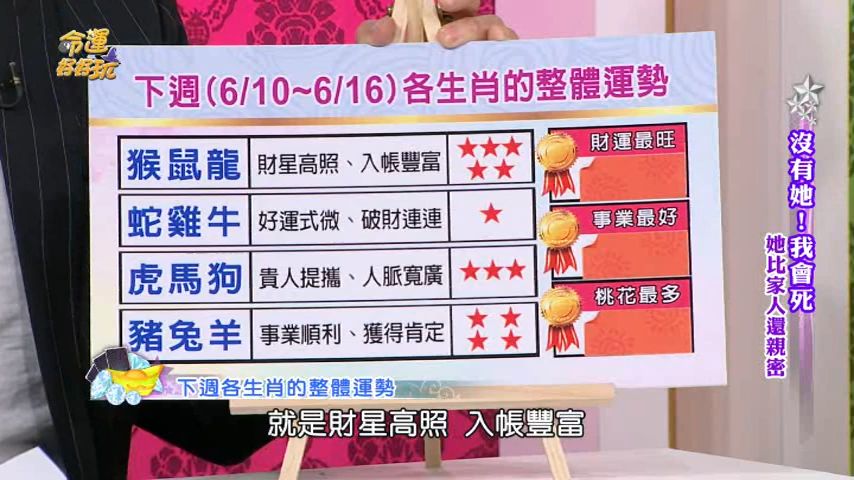 命運
好好玩
下週(6/10~6/16)各生肖的整體運勢
猴鼠龍 財星高照、入帳豐富 ★★★★★
蛇雞牛 好運式微、破財連連 ★
虎馬狗 貴人提攜、人脈寬廣 ★★★
豬兔羊 事業順利、獲得肯定 ★★★★
財運最旺
事業最好
桃花最多
沒有她！我會死
她比家人還親密
下週各生肖的整體運勢
就是財星高照 入帳豐富